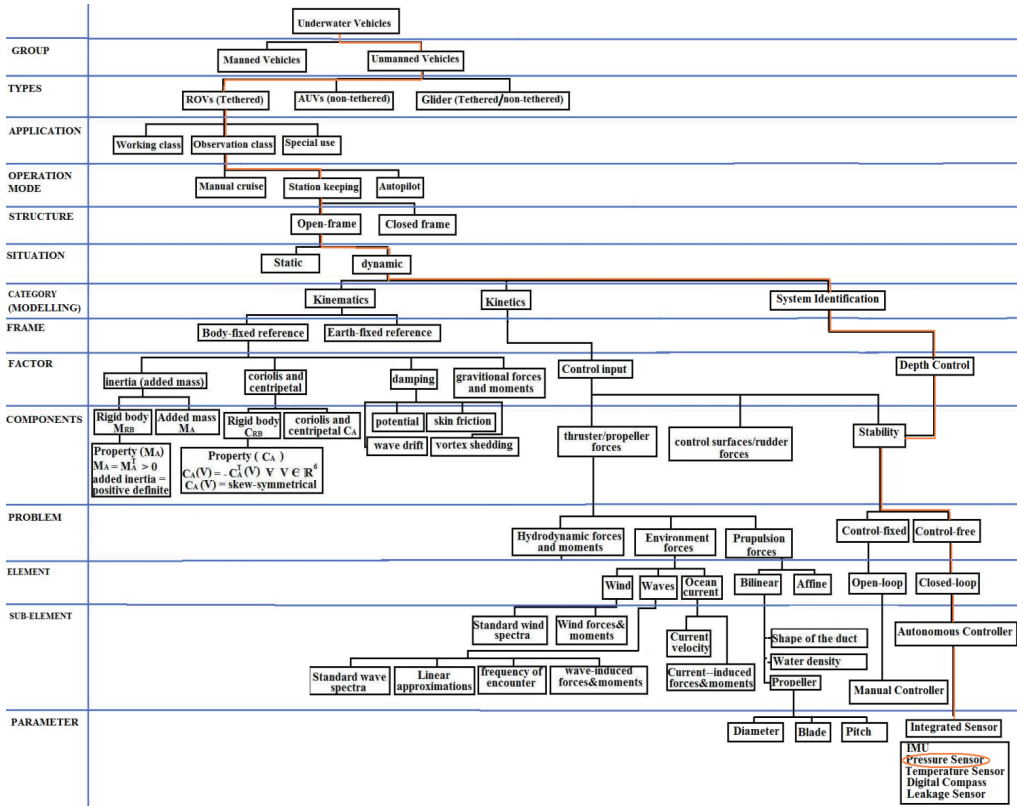 Underwater Vehicles
GROUP
Manned Vehicles
Unmanned Vehicles
TYPES
ROVs (Tethered)
AUVs (non-tethered)
Glider (Tethered/non-tethered)
APPLICATION
Working class
Observation class
Special use
OPERATION
MODE
Manual cruise
Station keeping
Autopilot
STRUCTURE
Open-frame
Closed frame
SITUATION
Static
dynamic
CATEGORY
(MODELLING)
Kinematics
Kinetics
System Identification
FRAME
Body-fixed reference
Earth-fixed reference
FACTOR
inertia (added mass)
coriolis and
centripetal
damping
gravitional forces
and moments
Control input
Depth Control
COMPONENTS
Rigid body
MRB
Added mass
MA
Rigid body
CRB
coriolis and
centripetal CA
potential
skin friction
wave drift
vortex shedding
thruster/propeller
forces
control surfaces/rudder
forces
Stability
Property (MA)
MA = MAT > 0
added inertia =
positive definite
Property ( CA )
CA (V) = - CAT (V) ∀ V ∈ ℝ6
CA (V) = skew-symmetrical
PROBLEM
Hydrodynamic forces
and moments
Environment
forces
Prupulsion
forces
Control-fixed
Control-free
ELEMENT
Wind
Waves
Ocean
current
Bilinear
Affine
Open-loop
Closed-loop
SUB-ELEMENT
Standard wind
spectra
Wind forces&
moments
Current
velocity
Shape of the duct
Autonomous Controller
Standard wave
spectra
Linear
approximations
frequency of
encounter
wave-induced
forces&moments
Current--induced
forces&moments
Water density
Propeller
Manual Controller
PARAMETER
Diameter
Blade
Pitch
Integrated Sensor
IMU
Pressure Sensor
Temperature Sensor
Digital Compass
Leakage Sensor